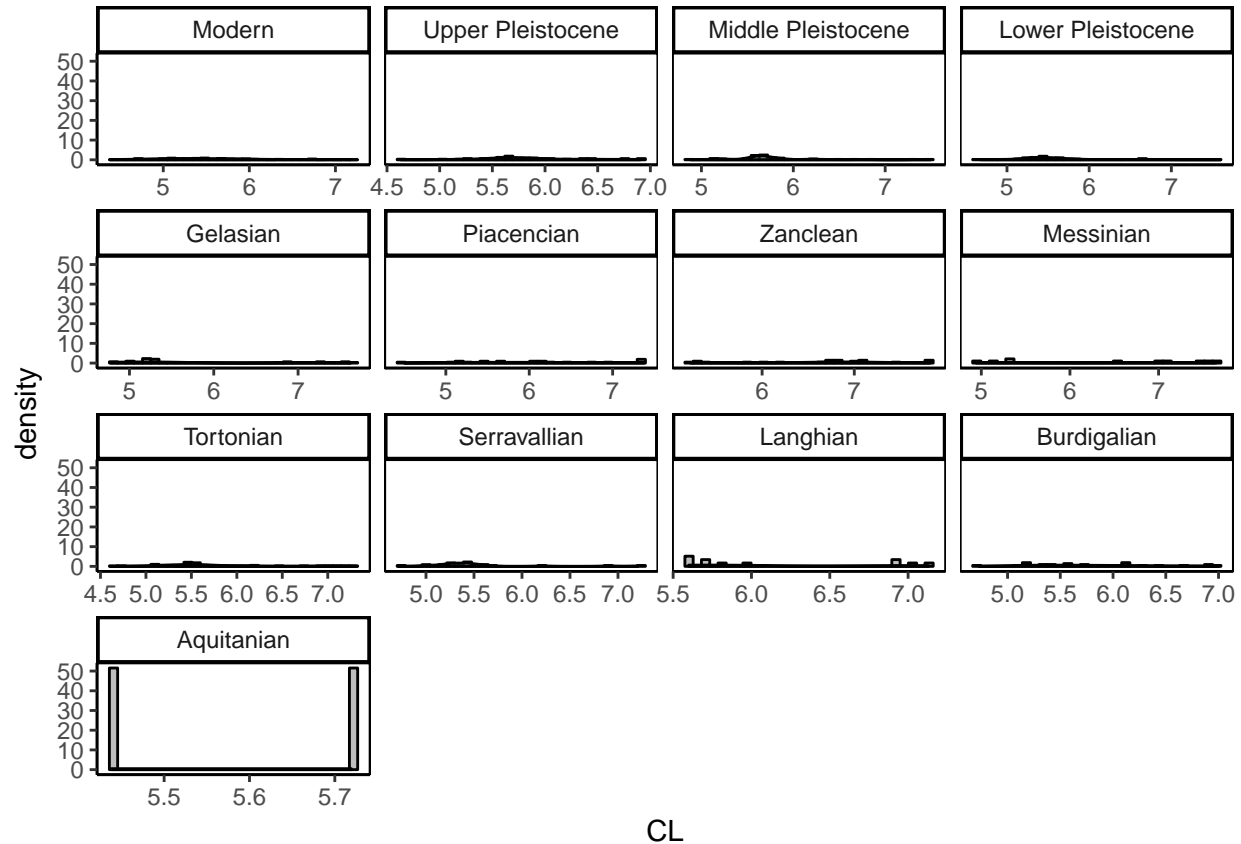 Modern Upper Pleistocene Middle Pleistocene Lower Pleistocene
50
40
30
20
10
0
5 6 7 4.5 5.0 5.5 6.0 6.5 7.0 5 6 7 5 6 7
Gelasian Piacencian Zanclean Messinian
50
40
30
20
10
0
5 6 7 5 6 7 6 7 5 6 7
density
Tortonian Serravallian Langhian Burdigalian
50
40
30
20
10
0
4.5 5.0 5.5 6.0 6.5 7.0 5.0 5.5 6.0 6.5 7.0 5.5 6.0 6.5 7.0 5.0 5.5 6.0 6.5 7.0
Aquitanian
50
40
30
20
10
0
5.5 5.6 5.7
CL